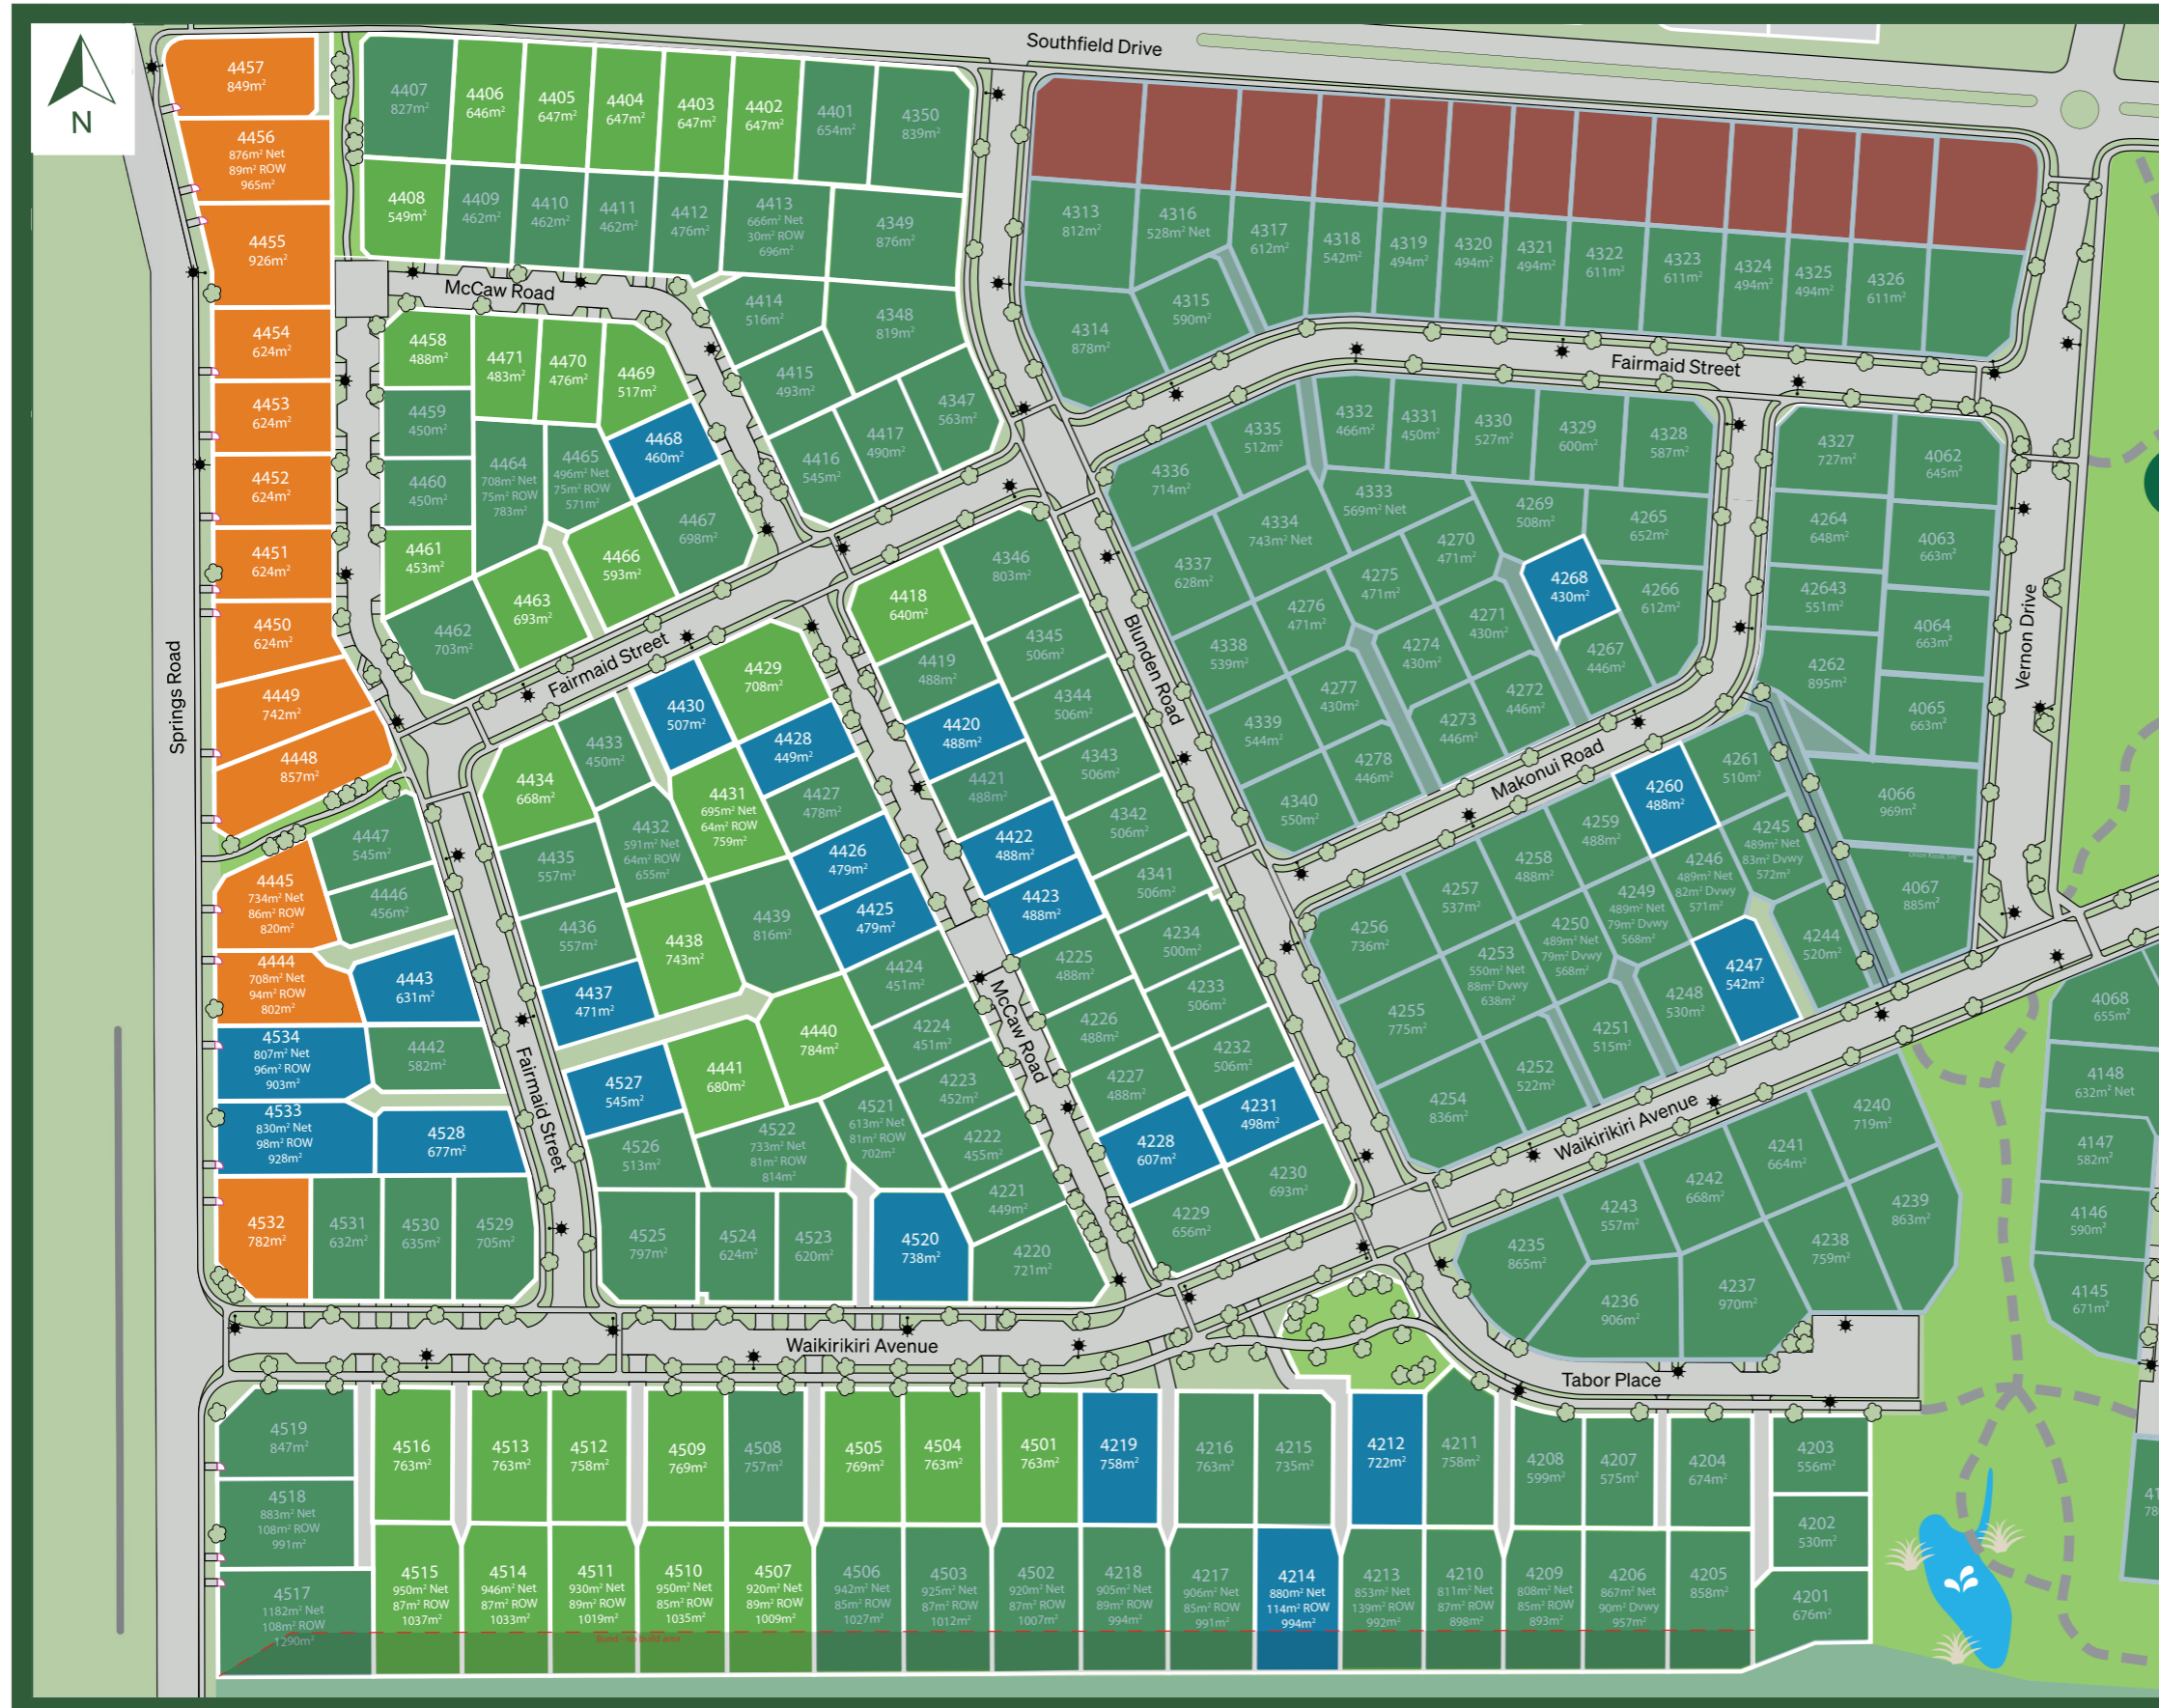 N
Southfield Drive
4457
849m²
4456
876m² Net
89m² ROW
965m²
4455
926m²
4454
624m²
4453
624m²
4452
624m²
4451
624m²
4450
624m²
4449
742m²
4448
857m²
4407
827m²
4406
646m²
4405
647m²
4404
647m²
4403
647m²
4402
647m²
4401
654m²
4350
839m²
4408
549m²
4409
462m²
4410
462m²
4411
462m²
4412
476m²
4413
666m² Net
30m² ROW
696m²
4349
876m²
McCaw Road
4414
516m²
4348
819m²
4415
493m²
4347
563m²
4417
490m²
4416
545m²
4458
488m²
4471
483m²
4470
476m²
4469
517m²
4459
450m²
4468
460m²
4464
708m² Net
75m² ROW
783m²
4465
496m² Net
75m² ROW
571m²
4460
450m²
4467
698m²
4461
453m²
4466
593m²
4463
693m²
4462
703m²
Fairmaid Street
Springs Road
4313
812m²
4316
528m² Net
4317
612m²
4318
542m²
4319
494m²
4320
494m²
4321
494m²
4322
611m²
4323
611m²
4324
494m²
4325
494m²
4326
611m²
4315
590m²
4314
878m²
Fairmaid Street
4332
466m²
4331
450m²
4330
527m²
4329
600m²
4328
587m²
4335
512m²
4336
714m²
4333
569m² Net
4334
743m² Net
4269
508m²
4265
652m²
4270
471m²
4268
430m²
4266
612m²
4337
628m²
4275
471m²
4276
471m²
4271
430m²
4274
430m²
4267
446m²
4338
539m²
4277
430m²
4272
446m²
4273
446m²
4339
544m²
4278
446m²
4340
550m²
Makonui Road
Blunden Road
4327
727m²
4062
645m²
4264
648m²
4063
663m²
42643
551m²
4064
663m²
4262
895m²
4065
663m²
4066
969m²
4067
885m²
Vernon Drive
4346
803m²
4418
640m²
4345
506m²
4419
488m²
4344
506m²
4420
488m²
4343
506m²
4421
488m²
4342
506m²
4422
488m²
4341
506m²
4423
488m²
4234
500m²
4225
488m²
4233
506m²
4226
488m²
4232
506m²
4227
488m²
4231
498m²
4228
607m²
4230
693m²
4229
656m²
McCaw Road
4429
708m²
4430
507m²
4428
449m²
4433
450m²
4434
668m²
4431
695m² Net
64m² ROW
759m²
4427
478m²
4432
591m² Net
64m² ROW
655m²
4426
479m²
4435
557m²
4425
479m²
4439
816m²
4436
557m²
4438
743m²
4424
451m²
4437
471m²
4440
784m²
4224
451m²
4441
680m²
4527
545m²
4223
452m²
4521
613m² Net
81m² ROW
702m²
4522
733m² Net
81m² ROW
814m²
4526
513m²
4222
455m²
4221
449m²
4525
797m²
4524
624m²
4523
620m²
4520
738m²
4220
721m²
4447
545m²
4446
456m²
4445
734m² Net
86m² ROW
820m²
4444
708m² Net
94m² ROW
802m²
4443
631m²
4534
807m² Net
96m² ROW
903m²
4442
582m²
4533
830m² Net
98m² ROW
928m²
4528
677m²
4532
782m²
4531
632m²
4530
635m²
4529
705m²
Fairmaid Street
4261
510m²
4260
488m²
4245
489m² Net
83m² Dvwy
572m²
4259
488m²
4246
489m² Net
82m² Dvwy
571m²
4258
488m²
4249
489m² Net
79m² Dvwy
568m²
4257
537m²
4250
489m² Net
79m² Dvwy
568m²
4256
736m²
4253
550m² Net
88m² Dvwy
638m²
4244
520m²
4247
542m²
4248
530m²
4255
775m²
4251
515m²
4252
522m²
4254
836m²
Waikirikiri Avenue
4240
719m²
4241
664m²
4242
668m²
4243
557m²
4239
863m²
4238
759m²
4235
865m²
4237
970m²
4236
906m²
Tabor Place
4068
655m²
4148
632m² Net
4147
582m²
4146
590m²
4145
671m²
Waikirikiri Avenue
4519
847m²
4518
883m² Net
108m² ROW
991m²
4517
1182m² Net
108m² ROW
1290m²
4516
763m²
4513
763m²
4512
758m²
4509
769m²
4508
757m²
4505
769m²
4504
763m²
4501
763m²
4219
758m²
4216
763m²
4215
735m²
4212
722m²
4211
758m²
4208
599m²
4207
575m²
4204
674m²
4203
556m²
4202
530m²
4201
676m²
4515
950m² Net
87m² ROW
1037m²
4514
946m² Net
87m² ROW
1033m²
4511
930m² Net
89m² ROW
1019m²
4510
950m² Net
85m² ROW
1035m²
4507
920m² Net
89m² ROW
1009m²
4506
942m² Net
85m² ROW
1027m²
4503
925m² Net
87m² ROW
1012m²
4502
920m² Net
87m² ROW
1007m²
4218
905m² Net
89m² ROW
994m²
4217
906m² Net
85m² ROW
991m²
4214
880m² Net
114m² ROW
994m²
4213
853m² Net
139m² ROW
992m²
4210
811m² Net
87m² ROW
898m²
4209
808m² Net
85m² ROW
893m²
4206
867m² Net
90m² Dvwy
957m²
4205
858m²
Bund - no build area